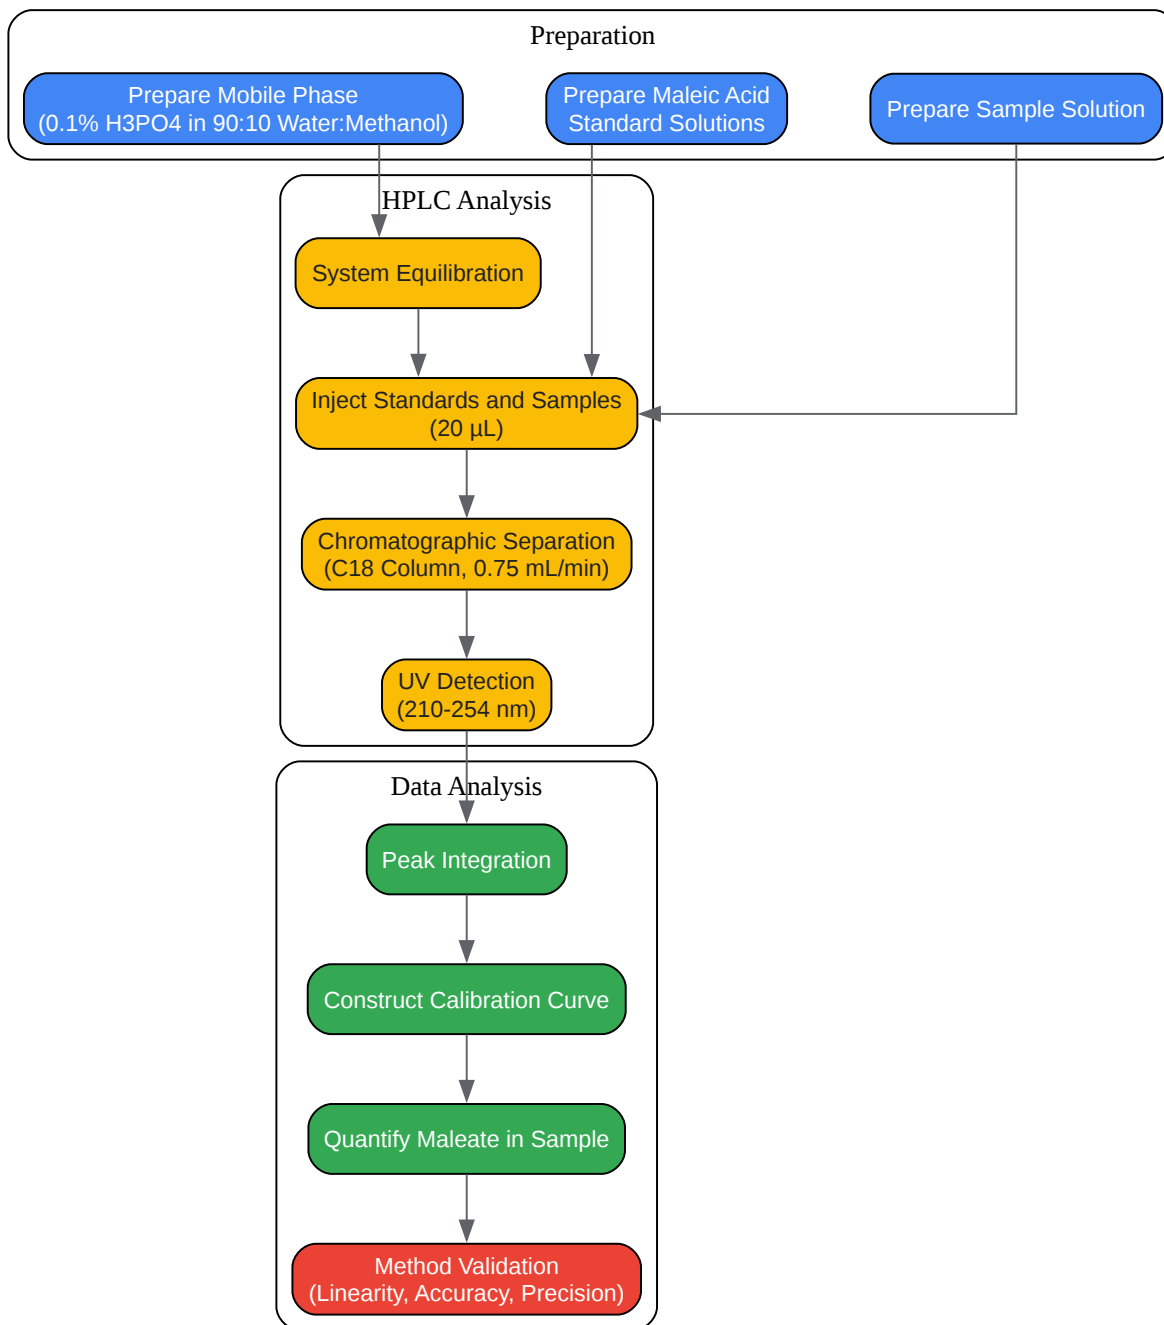 Preparation
Prepare Mobile Phase
(0.1% H3PO4 in 90:10 Water:Methanol)
Prepare Maleic Acid
Standard Solutions
Prepare Sample Solution
HPLC Analysis
System Equilibration
Inject Standards and Samples
(20 µL)
Chromatographic Separation
(C18 Column, 0.75 mL/min)
UV Detection
(210-254 nm)
Data Analysis
Peak Integration
Construct Calibration Curve
Quantify Maleate in Sample
Method Validation
(Linearity, Accuracy, Precision)